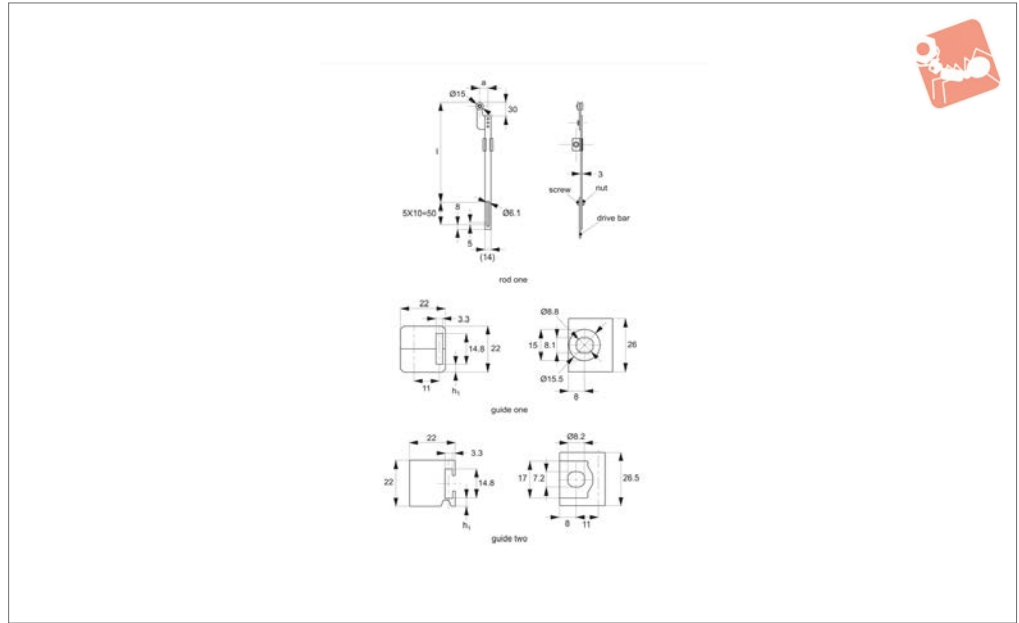 a
Ø15
30
l
3
screw
nut
5X10=50
8
Ø6.1
drive bar
5
(14)
rod one
22
3.3
14.8
22
11
h₁
Ø8.8
15
8.1
26
Ø15.5
8
guide one
22
3.3
22
14.8
h₁
Ø8.2
17
7.2
26.5
8
11
guide two